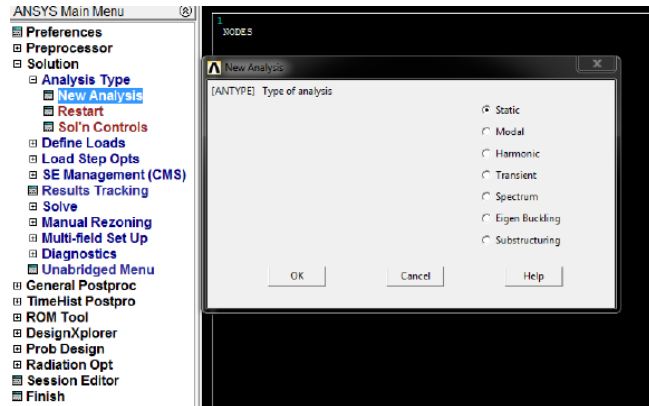 ANSYS Main Menu
Preferences
Preprocessor
Solution
Analysis Type
New Analysis
Restart
Sol'n Controls
Define Loads
Load Step Opts
SE Management (CMS)
Results Tracking
Solve
Manual Rezoning
Multi-field Set Up
Diagnostics
Unabridged Menu
General Postproc
TimeHist Postpro
ROM Tool
DesignXplorer
Prob Design
Radiation Opt
Session Editor
Finish
1
NODES
New Analysis
[ANTYPE] Type of analysis
Static
Modal
Harmonic
Transient
Spectrum
Eigen Buckling
Substructuring
OK Cancel Help